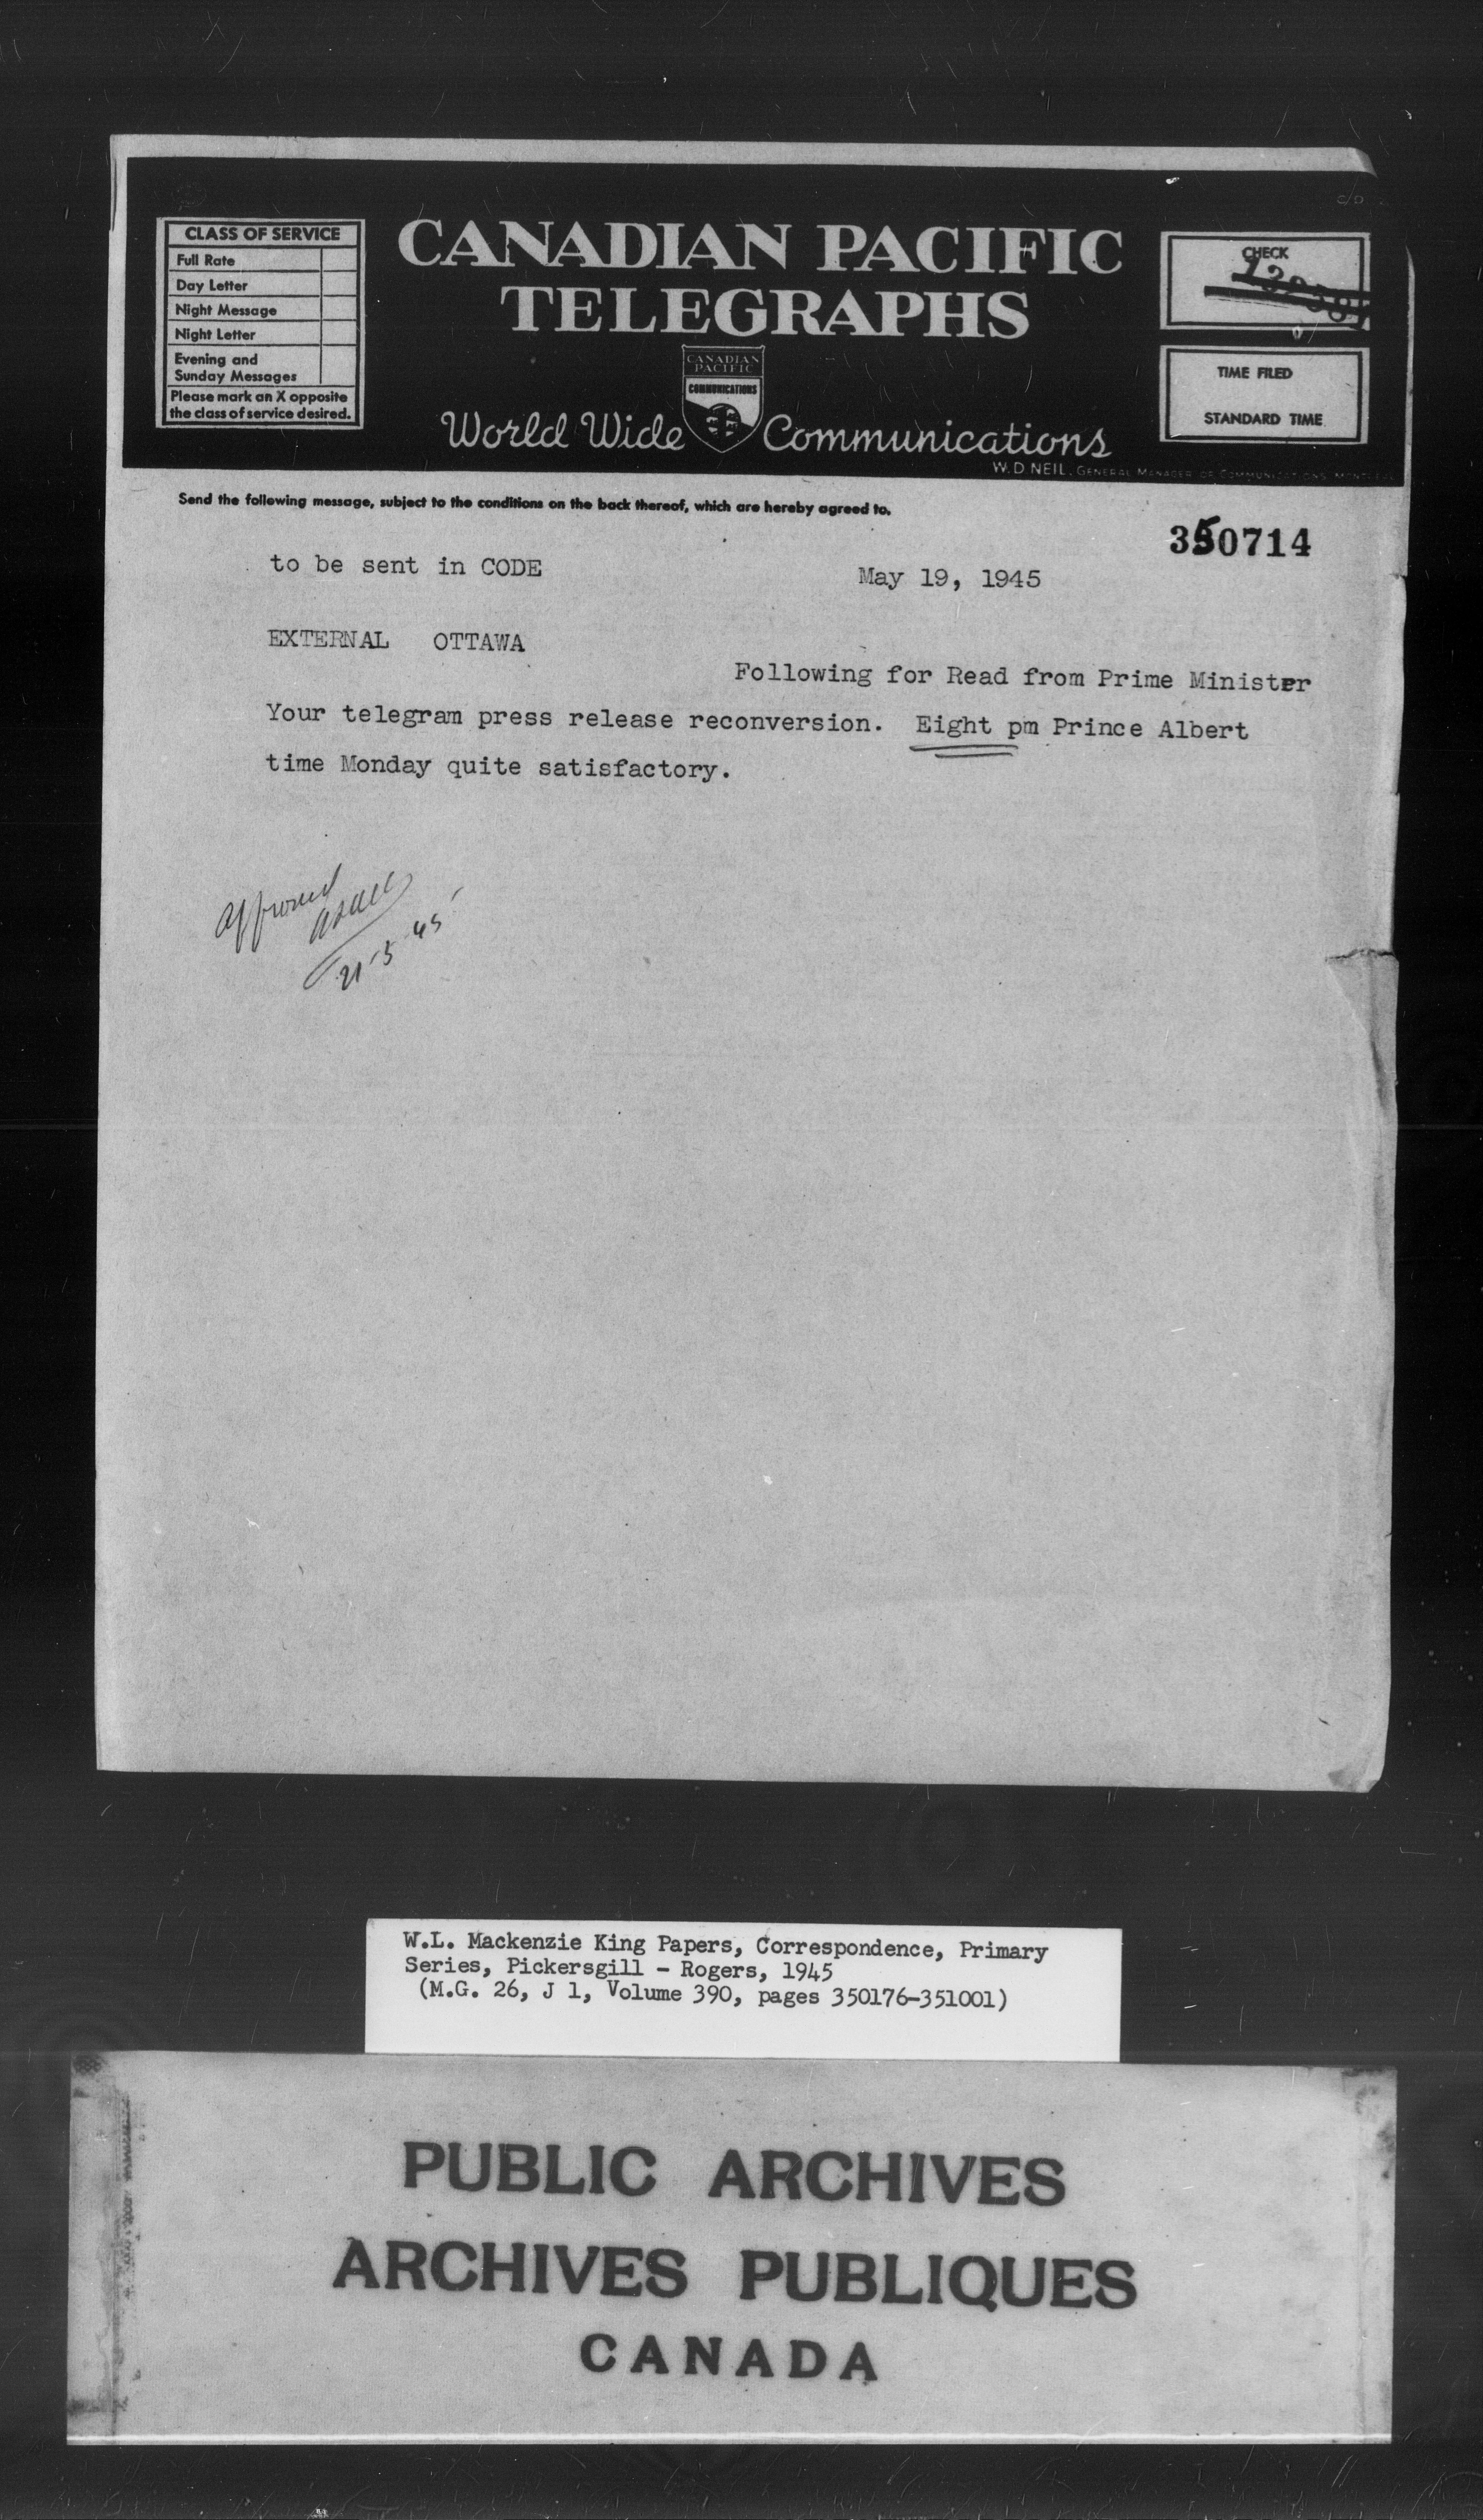 CLASS OF SERVICE
Full Rate
Day Letter
Night Message
Night Letter
Evening and
Sunday Messages
Please mark an X opposite
the class of service desired.
CANADIAN PACIFIC
TELEGRAPHS
CANADIAN
PACIFIC
COMMUNICATIONS
World Wide Communications
W. D. NEIL, GENERAL MANAGER OF COMMUNICATIONS, MONTREAL
C/D
CHECK
TIME FILED
STANDARD TIME
Send the following message, subject to the conditions on the back thereof, which are hereby agreed to.
350714
to be sent in CODE
May 19, 1945
EXTERNAL OTTAWA
Following for Read from Prime Minister
Your telegram press release reconversion. Eight pm Prince Albert
time Monday quite satisfactory.
approved
21-5-45
W.L. Mackenzie King Papers, Correspondence, Primary
Series, Pickersgill - Rogers, 1945
(M.G. 26, J 1, Volume 390, pages 350176-351001)
PUBLIC ARCHIVES
ARCHIVES PUBLIQUES
CANADA